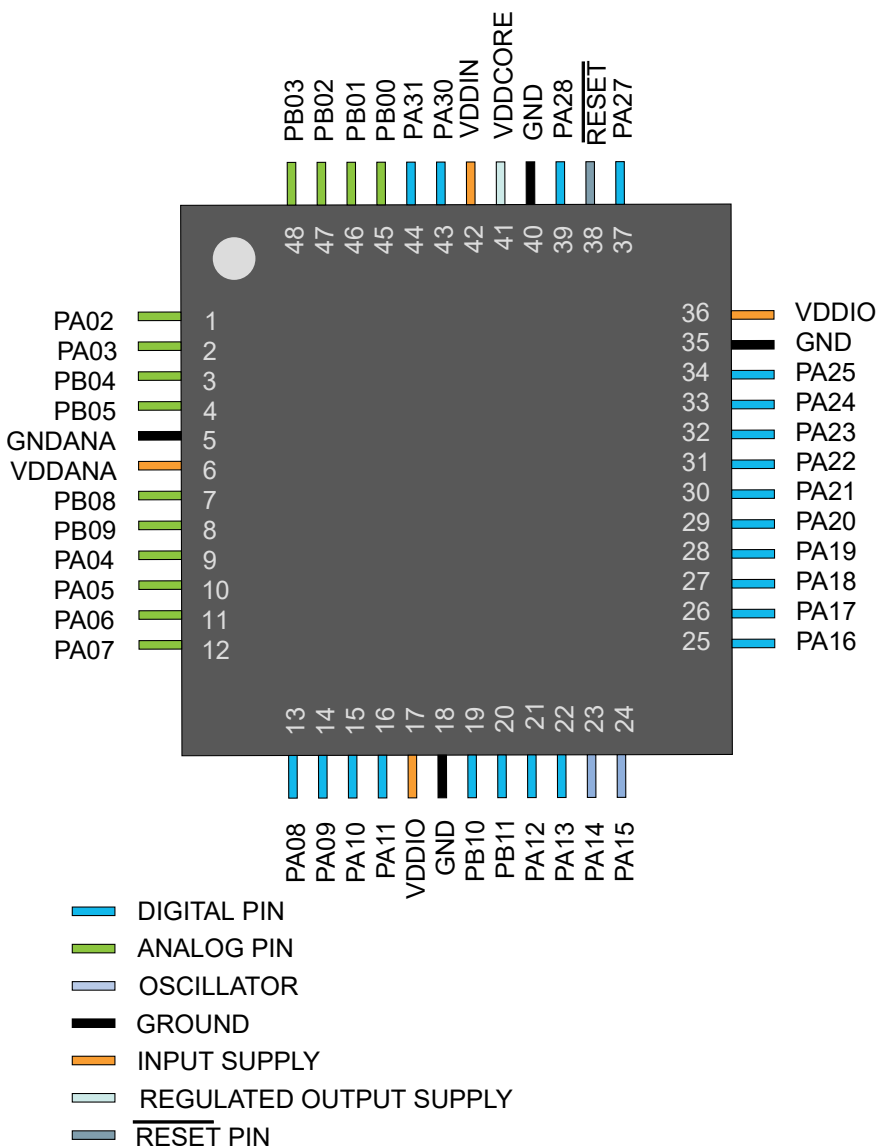 PB03
PB02
PB01
PB00
PA31
PA30
VDDIN
VDDCORE
GND
PA28
RESET
PA27
48
47
46
45
44
43
42
41
40
39
38
37
PA02 1
PA03 2
PB04 3
PB05 4
GNDANA 5
VDDANA 6
PB08 7
PB09 8
PA04 9
PA05 10
PA06 11
PA07 12
36 VDDIO
35 GND
34 PA25
33 PA24
32 PA23
31 PA22
30 PA21
29 PA20
28 PA19
27 PA18
26 PA17
25 PA16
13
14
15
16
17
18
19
20
21
22
23
24
PA08
PA09
PA10
PA11
VDDIO
GND
PB10
PB11
PA12
PA13
PA14
PA15
DIGITAL PIN
ANALOG PIN
OSCILLATOR
GROUND
INPUT SUPPLY
REGULATED OUTPUT SUPPLY
RESET PIN